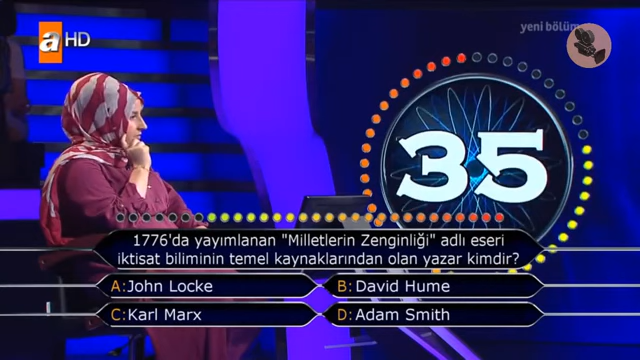 a HD
yeni bölüm
35
1776'da yayımlanan "Milletlerin Zenginliği" adlı eseri
iktisat biliminin temel kaynaklarından olan yazar kimdir?
A:John Locke
B:David Hume
C:Karl Marx
D:Adam Smith